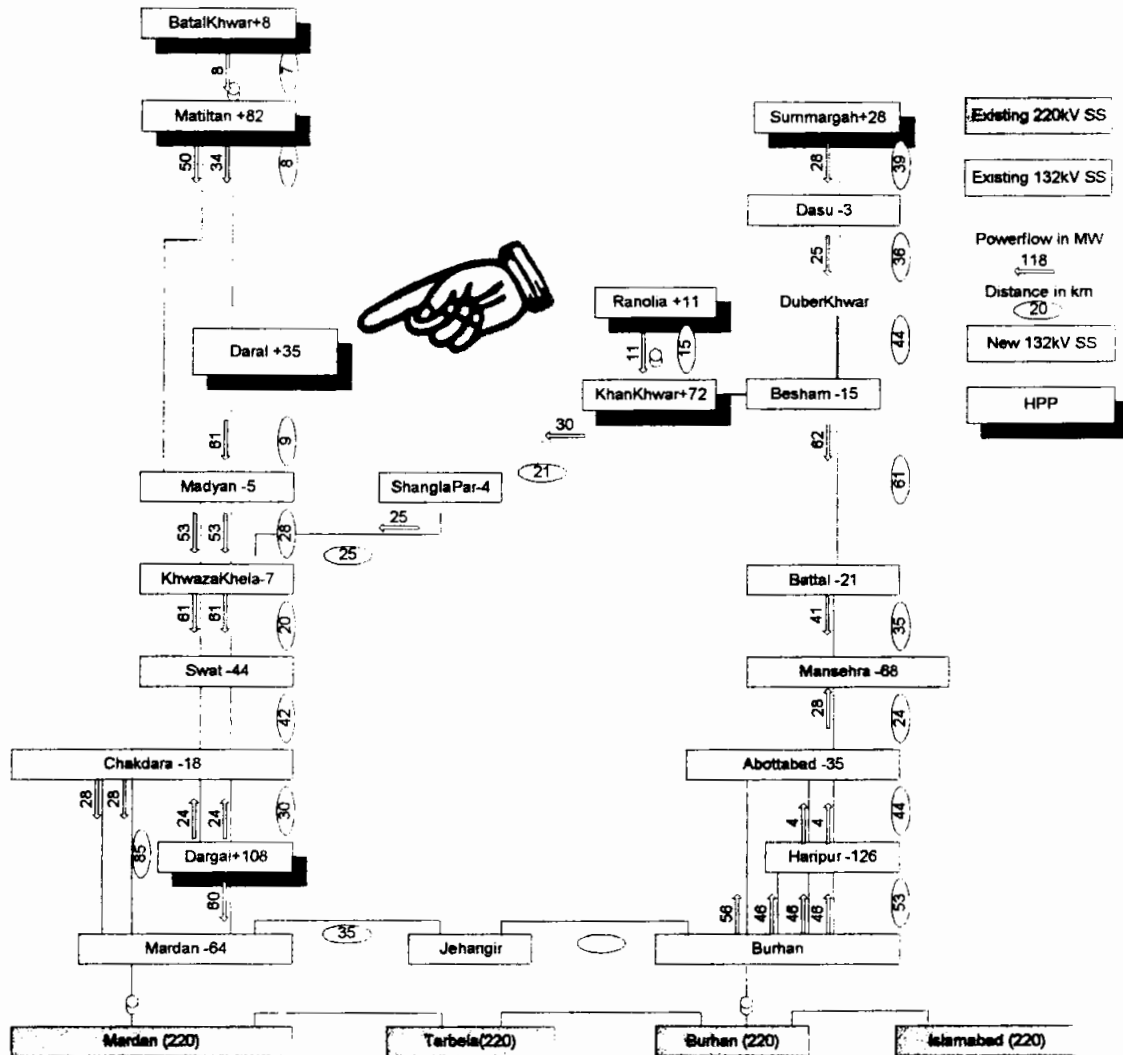 BatalKhwar+8
8
7
Matiltan +82
50
34
8
Summargah+28
28
39
Dasu -3
25
36
DuberKhwar
44
Existing 220kV SS
Existing 132kV SS
Powerflow in MW
118
Distance in km
20
New 132kV SS
HPP
Ranolia +11
11
15
Daral +35
KhanKhwar+72
Besham -15
30
62
61
9
21
61
Madyan -5
ShanglaPar-4
25
53
53
28
25
KhwazaKhela-7
Battal -21
61
61
20
41
35
Swat -44
Mansehra -68
42
28
24
Chakdara -18
Abottabad -35
28
28
24
24
30
4
4
44
85
Dargai+108
Haripur -126
60
56
46
46
46
53
Mardan -64
35
Jehangir
Burhan
Mardan (220)
Tarbela(220)
Burhan (220)
Islamabad (220)